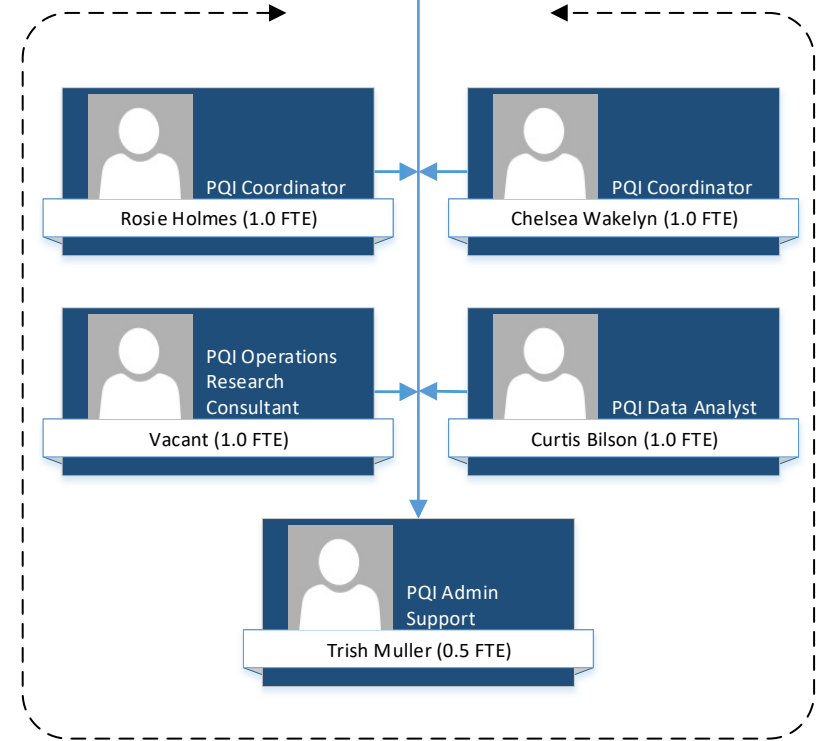 PQI Coordinator
Rosie Holmes (1.0 FTE)
PQI Coordinator
Chelsea Wakelyn (1.0 FTE)
PQI Operations
Research
Consultant
Vacant (1.0 FTE)
PQI Data Analyst
Curtis Bilson (1.0 FTE)
PQI Admin
Support
Trish Muller (0.5 FTE)